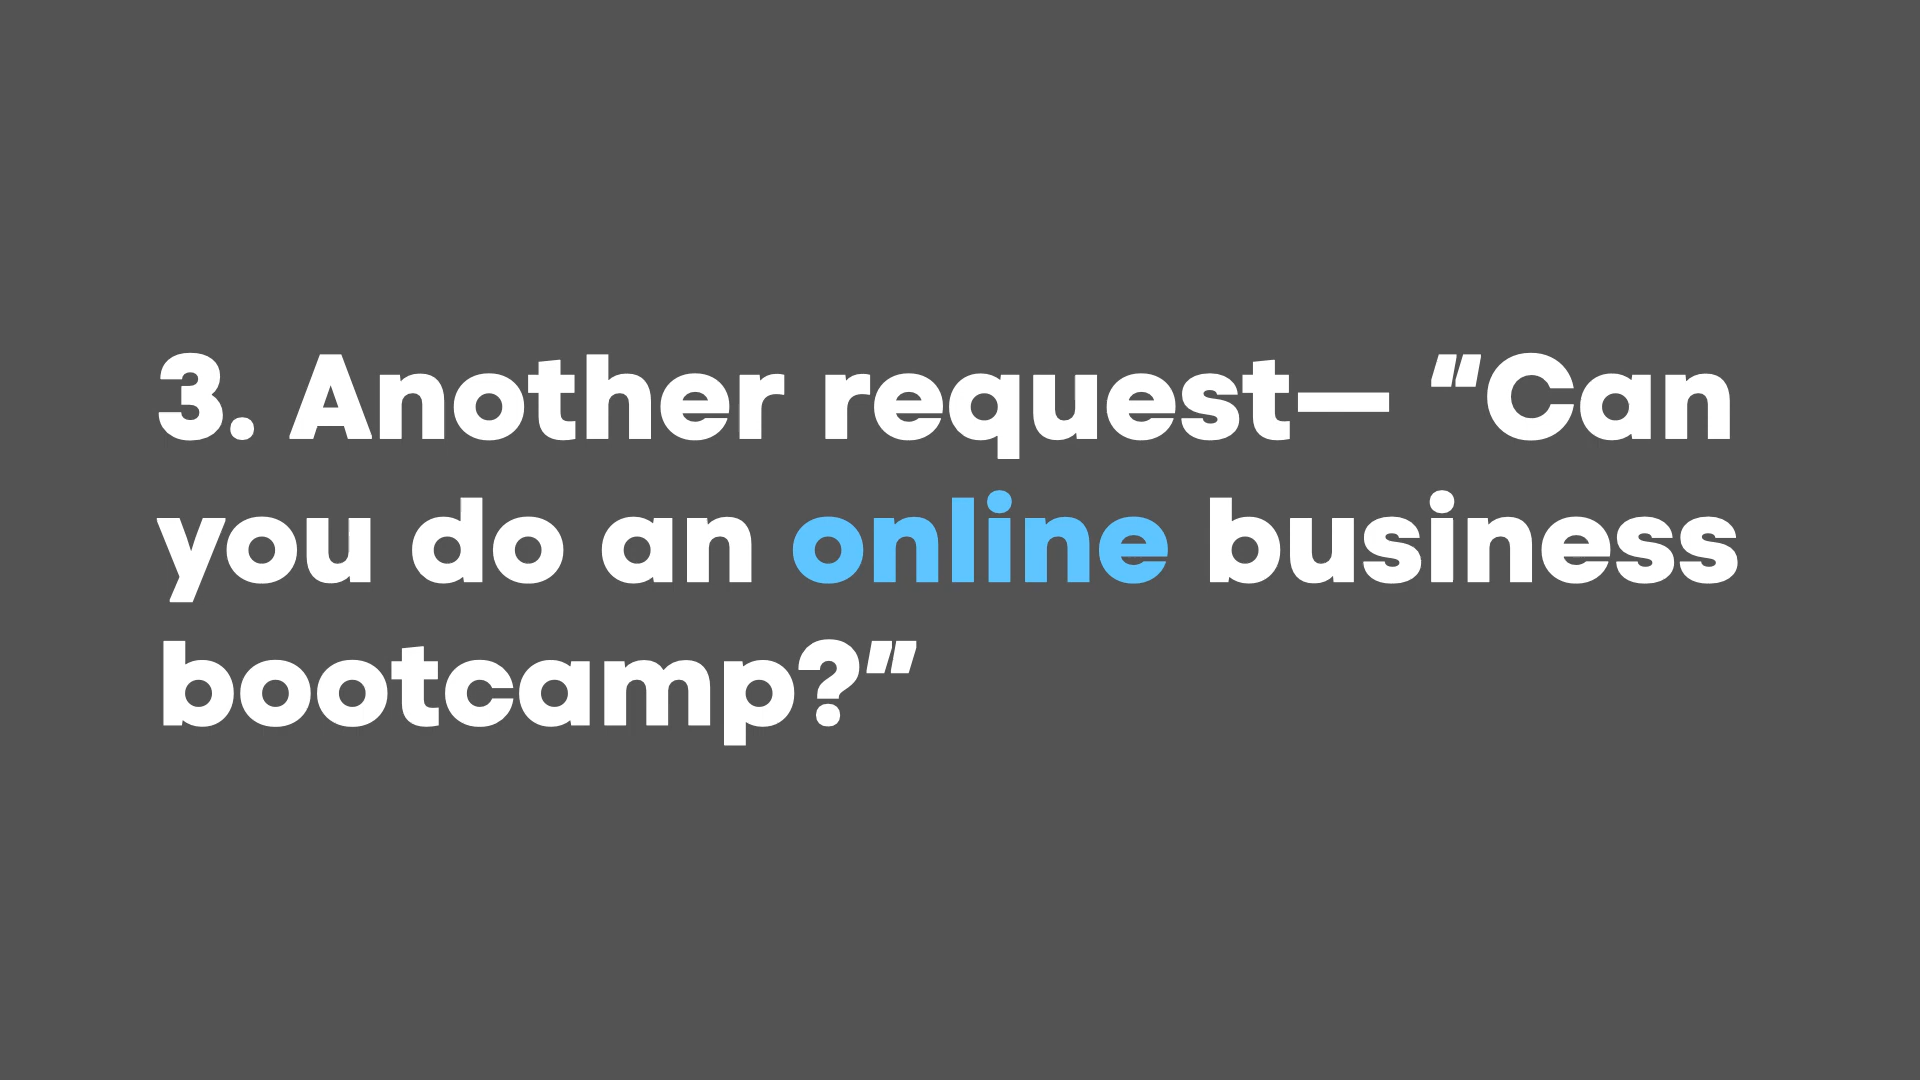 3. Another request— “Can
you do an online business
bootcamp?”